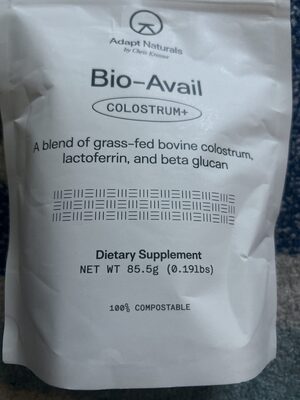 Adapt Naturals
by Chris Kresser
Bio-Avail
COLOSTRUM+
A blend of grass-fed bovine colostrum,
lactoferrin, and beta glucan
Dietary Supplement
NET WT 85.5g (0.19lbs)
100% COMPOSTABLE